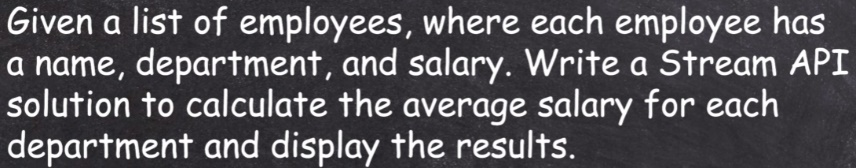 Given a list of employees, where each employee has
a name, department, and salary. Write a Stream API
solution to calculate the average salary for each
department and display the results.